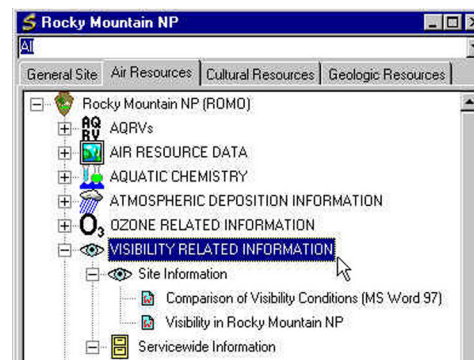 Rocky Mountain NP
All
General Site Air Resources Cultural Resources Geologic Resources
Rocky Mountain NP (ROMO)
AQ RV AQRVs
AIR RESOURCE DATA
AQUATIC CHEMISTRY
ATMOSPHERIC DEPOSITION INFORMATION
O3 OZONE RELATED INFORMATION
VISIBILITY RELATED INFORMATION
Site Information
Comparison of Visibility Conditions (MS Word 97)
Visibility in Rocky Mountain NP
Servicewide Information